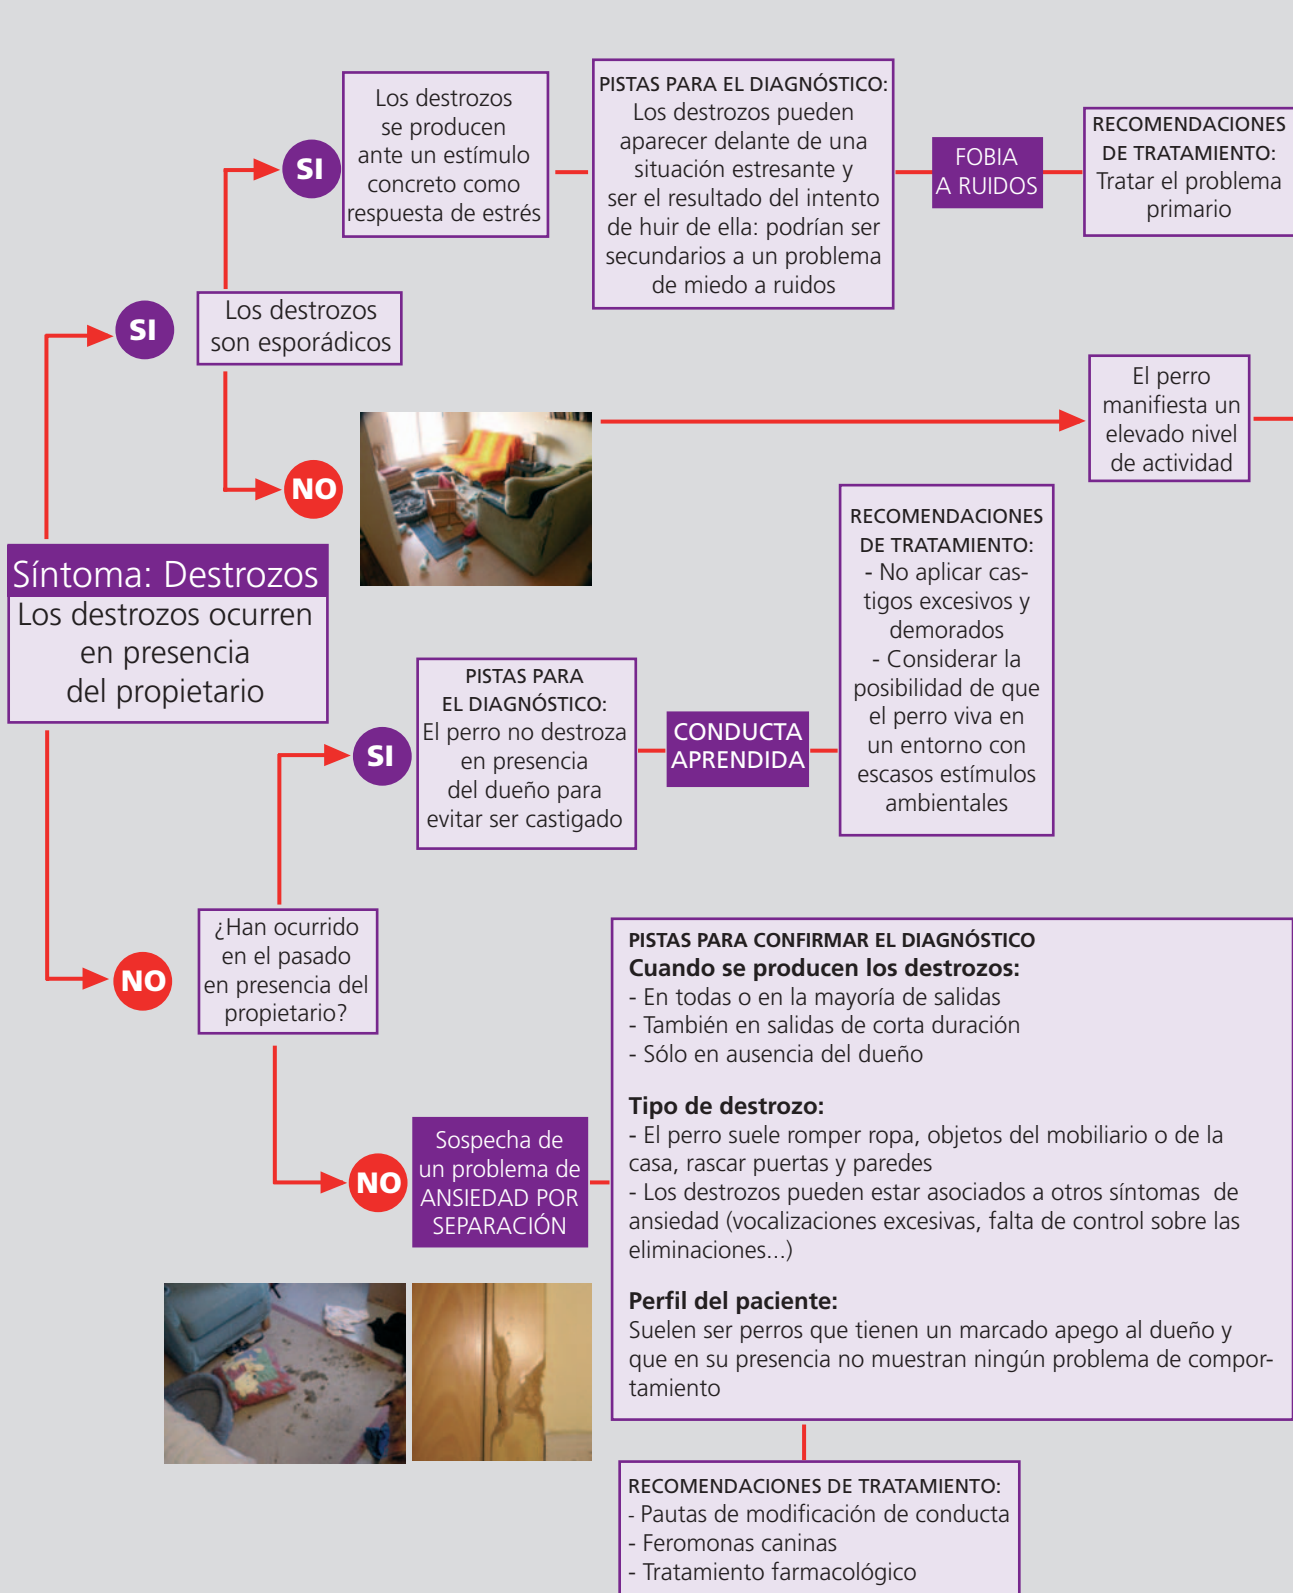 SI
Los destrozos
se producen
ante un estímulo
concreto como
respuesta de estrés
PISTAS PARA EL DIAGNÓSTICO:
Los destrozos pueden
aparecer delante de una
situación estresante y
ser el resultado del intento
de huir de ella: podrían ser
secundarios a un problema
de miedo a ruidos
FOBIA
A RUIDOS
RECOMENDACIONES
DE TRATAMIENTO:
Tratar el problema
primario
SI
Los destrozos
son esporádicos
NO
El perro
manifiesta un
elevado nivel
de actividad
Síntoma: Destrozos
Los destrozos ocurren
en presencia
del propietario
SI
PISTAS PARA
EL DIAGNÓSTICO:
El perro no destroza
en presencia
del dueño para
evitar ser castigado
CONDUCTA
APRENDIDA
RECOMENDACIONES
DE TRATAMIENTO:
- No aplicar cas-
tigos excesivos y
demorados
- Considerar la
posibilidad de que
el perro viva en
un entorno con
escasos estímulos
ambientales
NO
¿Han ocurrido
en el pasado
en presencia del
propietario?
NO
Sospecha de
un problema de
ANSIEDAD POR
SEPARACIÓN
PISTAS PARA CONFIRMAR EL DIAGNÓSTICO
Cuando se producen los destrozos:
- En todas o en la mayoría de salidas
- También en salidas de corta duración
- Sólo en ausencia del dueño
Tipo de destrozo:
- El perro suele romper ropa, objetos del mobiliario o de la
casa, rascar puertas y paredes
- Los destrozos pueden estar asociados a otros síntomas de
ansiedad (vocalizaciones excesivas, falta de control sobre las
eliminaciones...)
Perfil del paciente:
Suelen ser perros que tienen un marcado apego al dueño y
que en su presencia no muestran ningún problema de compor-
tamiento
RECOMENDACIONES DE TRATAMIENTO:
- Pautas de modificación de conducta
- Feromonas caninas
- Tratamiento farmacológico